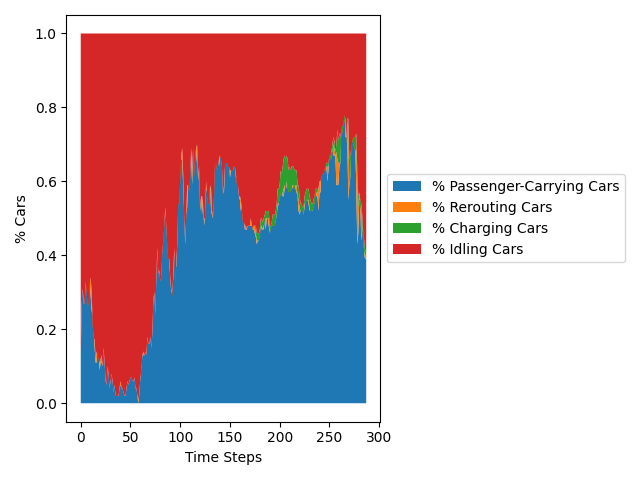 1.0
0.8
0.6
0.4
0.2
0.0
% Cars
0
50
100
150
200
250
300
Time Steps
% Passenger-Carrying Cars
% Rerouting Cars
% Charging Cars
% Idling Cars